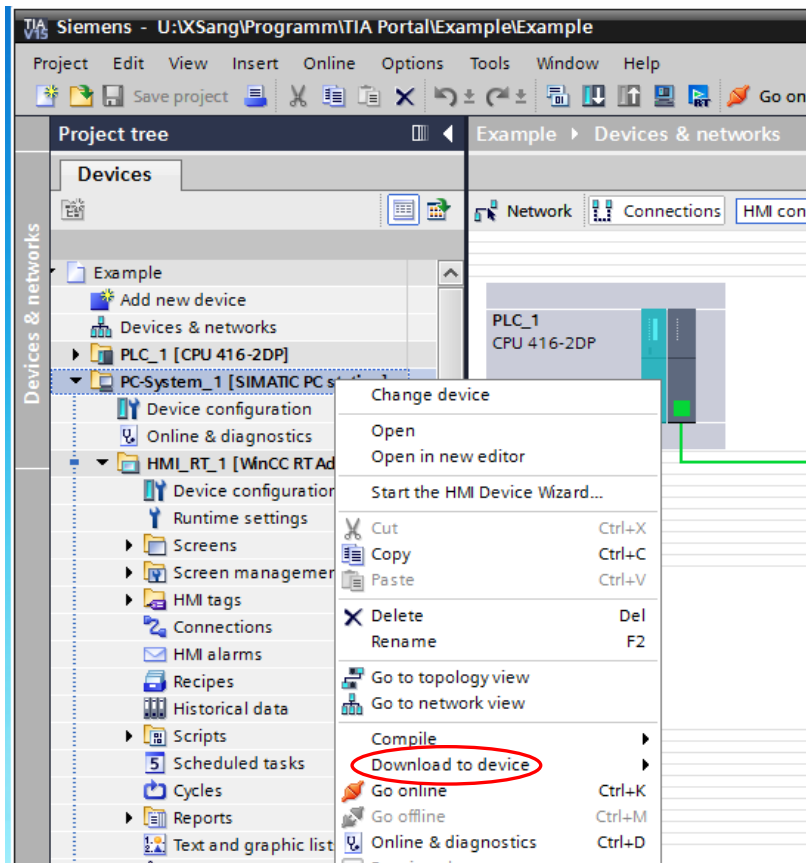 TIA V15 Siemens - U:\XSang\Programm\TIA Portal\Example\Example
Project Edit View Insert Online Options Tools Window Help
Save project RT Go on
Project tree
Example Devices & networks
Devices
Network Connections HMI con
Devices & networks
Example
Add new device
Devices & networks
PLC_1 [CPU 416-2DP]
PC-System_1 [SIMATIC PC
Device configuration
Online & diagnostics
HMI_RT_1 [WinCC RT Ad
Device configuration
Runtime settings
Screens
Screen managemen
HMI tags
Connections
HMI alarms
Recipes
Historical data
Scripts
5 Scheduled tasks
Cycles
Reports
Text and graphic list
PLC_1
CPU 416-2DP
Change device
Open
Open in new editor
Start the HMI Device Wizard...
Cut Ctrl+X
Copy Ctrl+C
Paste Ctrl+V
Delete Del
Rename F2
Go to topology view
Go to network view
Compile
Download to device
Go online Ctrl+K
Go offline Ctrl+M
Online & diagnostics Ctrl+D